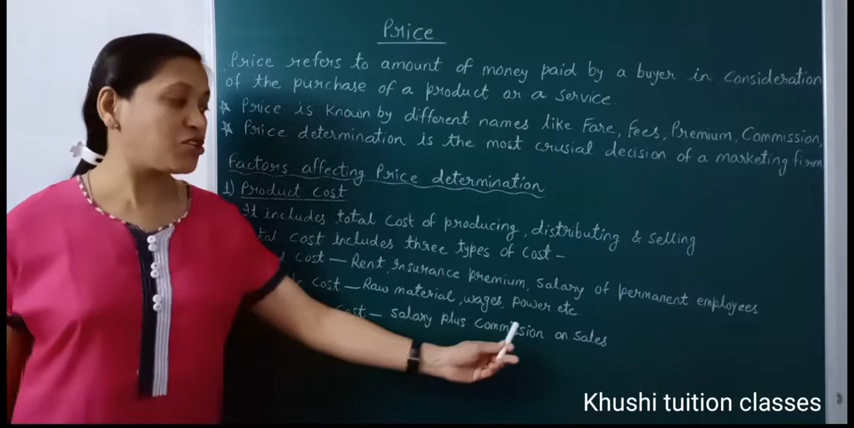 Price
Price refers to amount of money paid by a buyer in consideration
of the purchase of a product or a service.
* Price is known by different names like Fare, Fees, Premium, Commission,
* Price determination is the most crusial decision of a marketing firm
Factors affecting Price determination
1) Product cost
It includes total cost of producing, distributing & selling
cost includes three types of cost -
cost - Rent, insurance premium, salary of permanent employees
cost - Raw material, wages, power etc
cost - salary plus commission on sales
Khushi tuition classes